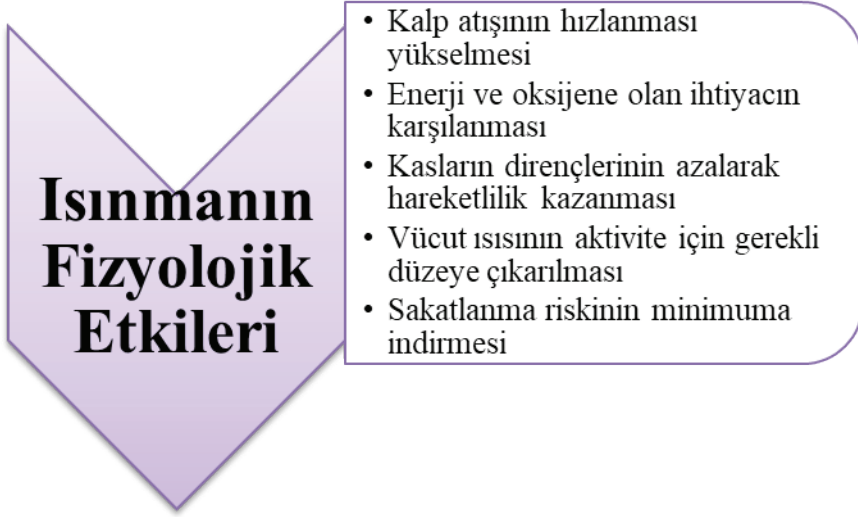 Isınmanın
Fizyolojik
Etkileri
• Kalp atışının hızlanması
yükselmesi
• Enerji ve oksijene olan ihtiyacın
karşılanması
• Kasların dirençlerinin azalarak
hareketlilik kazanması
• Vücut ısısının aktivite için gerekli
düzeye çıkarılması
• Sakatlanma riskinin minimuma
indirmesi